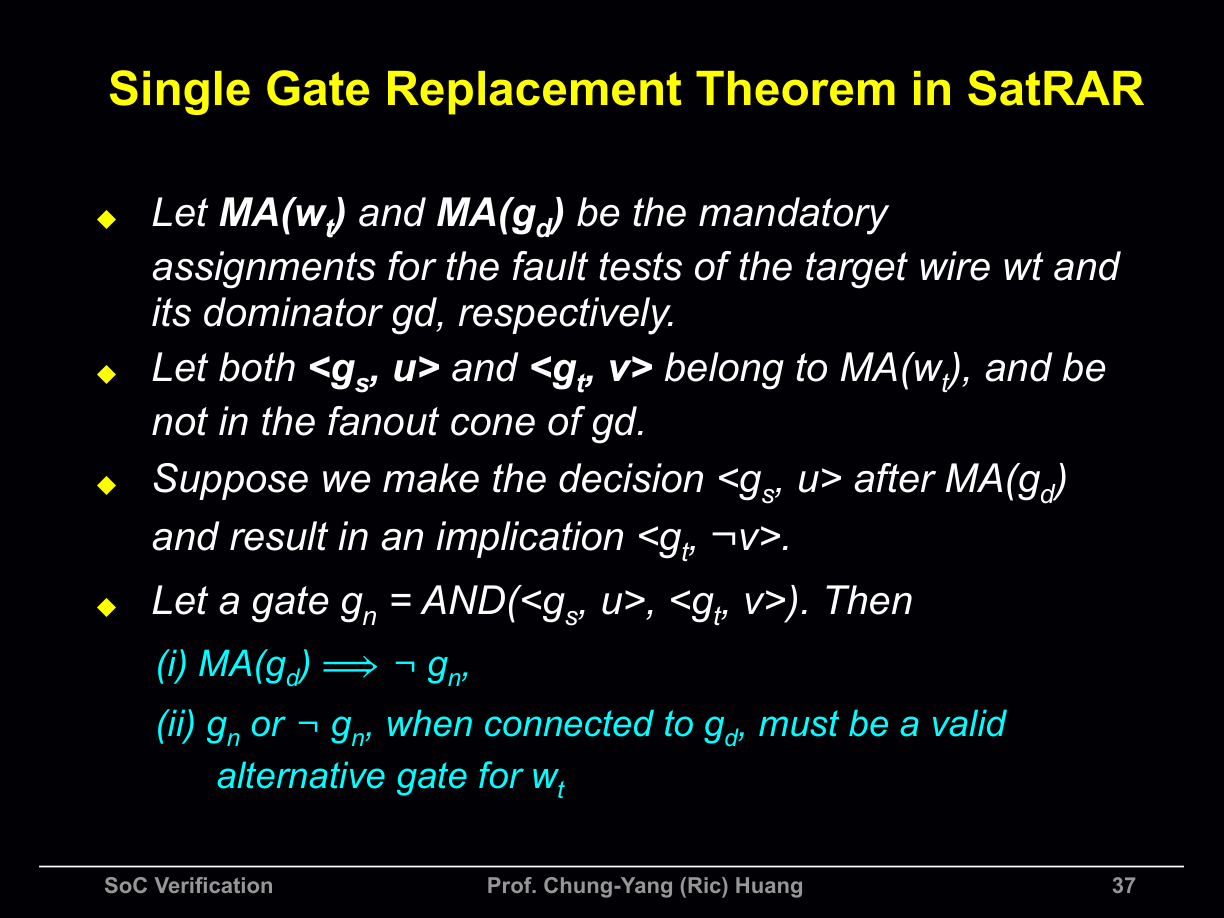 Single Gate Replacement Theorem in SatRAR
◆ Let MA(wt) and MA(gd) be the mandatory
assignments for the fault tests of the target wire wt and
its dominator gd, respectively.
◆ Let both <gs, u> and <gt, v> belong to MA(wt), and be
not in the fanout cone of gd.
◆ Suppose we make the decision <gs, u> after MA(gd)
and result in an implication <gt, ¬v>.
◆ Let a gate gn = AND(<gs, u>, <gt, v>). Then
(i) MA(gd) ⟹ ¬ gn,
(ii) gn or ¬ gn, when connected to gd, must be a valid
alternative gate for wt
SoC Verification Prof. Chung-Yang (Ric) Huang 37